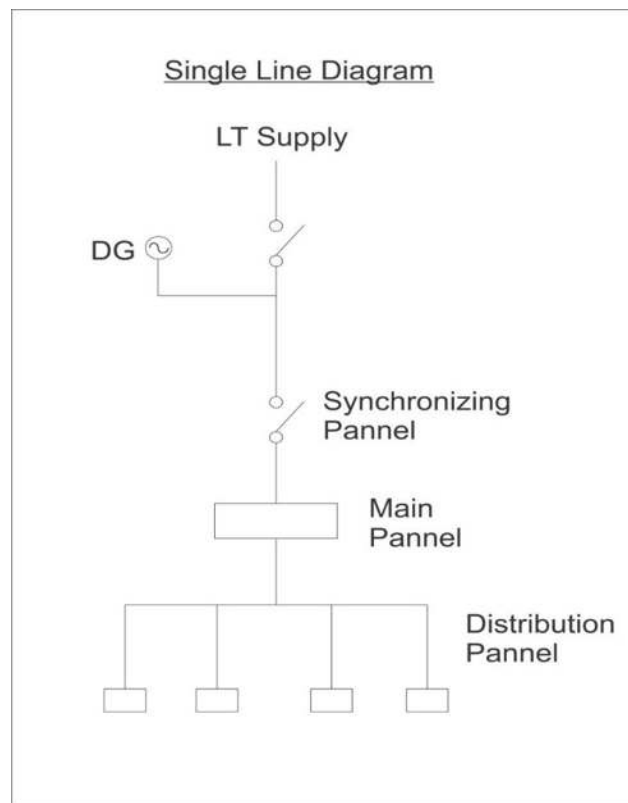 Single Line Diagram
LT Supply
DG
Synchronizing
Pannel
Main
Pannel
Distribution
Pannel